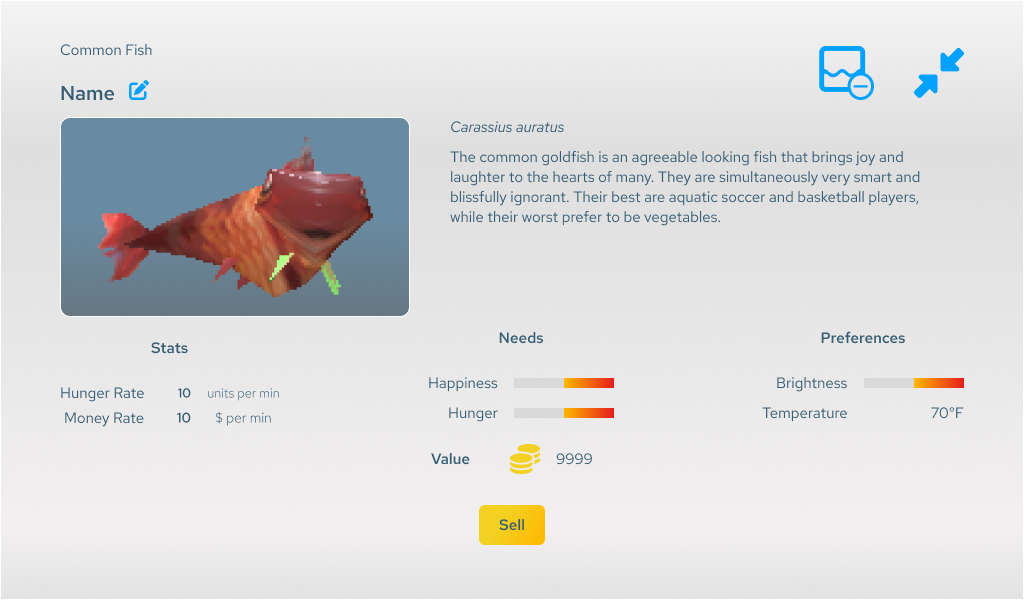 Common Fish
Name
Carassius auratus
The common goldfish is an agreeable looking fish that brings joy and
laughter to the hearts of many. They are simultaneously very smart and
blissfully ignorant. Their best are aquatic soccer and basketball players,
while their worst prefer to be vegetables.
Stats
Hunger Rate 10 units per min
Money Rate 10 $ per min
Needs
Happiness
Hunger
Value 9999
Preferences
Brightness
Temperature 70°F
Sell